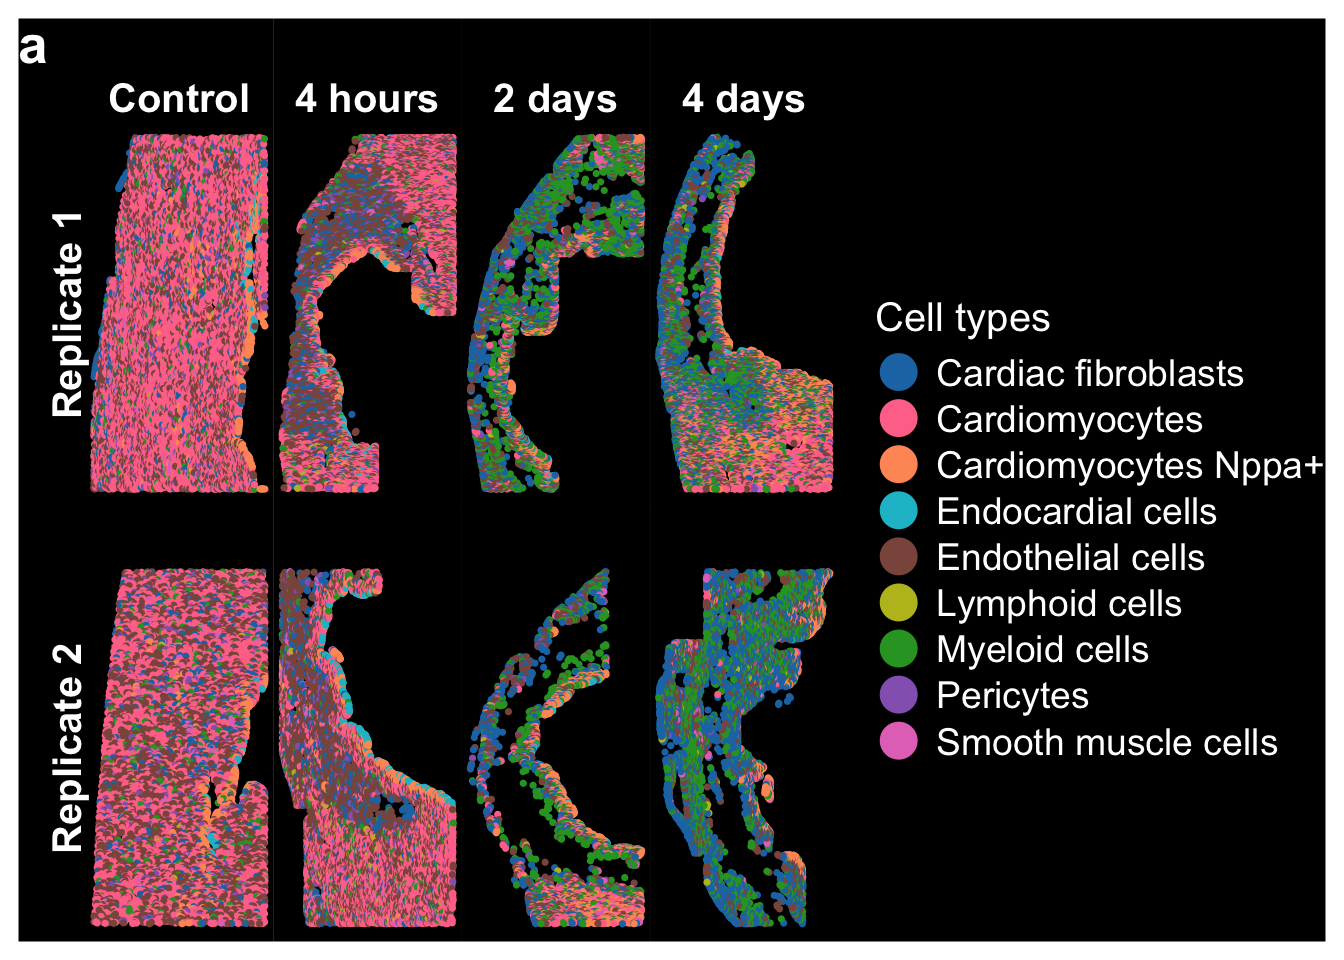 a
Control
4 hours
2 days
4 days
Replicate 1
Replicate 2
Cell types
Cardiac fibroblasts
Cardiomyocytes
Cardiomyocytes Nppa+
Endocardial cells
Endothelial cells
Lymphoid cells
Myeloid cells
Pericytes
Smooth muscle cells